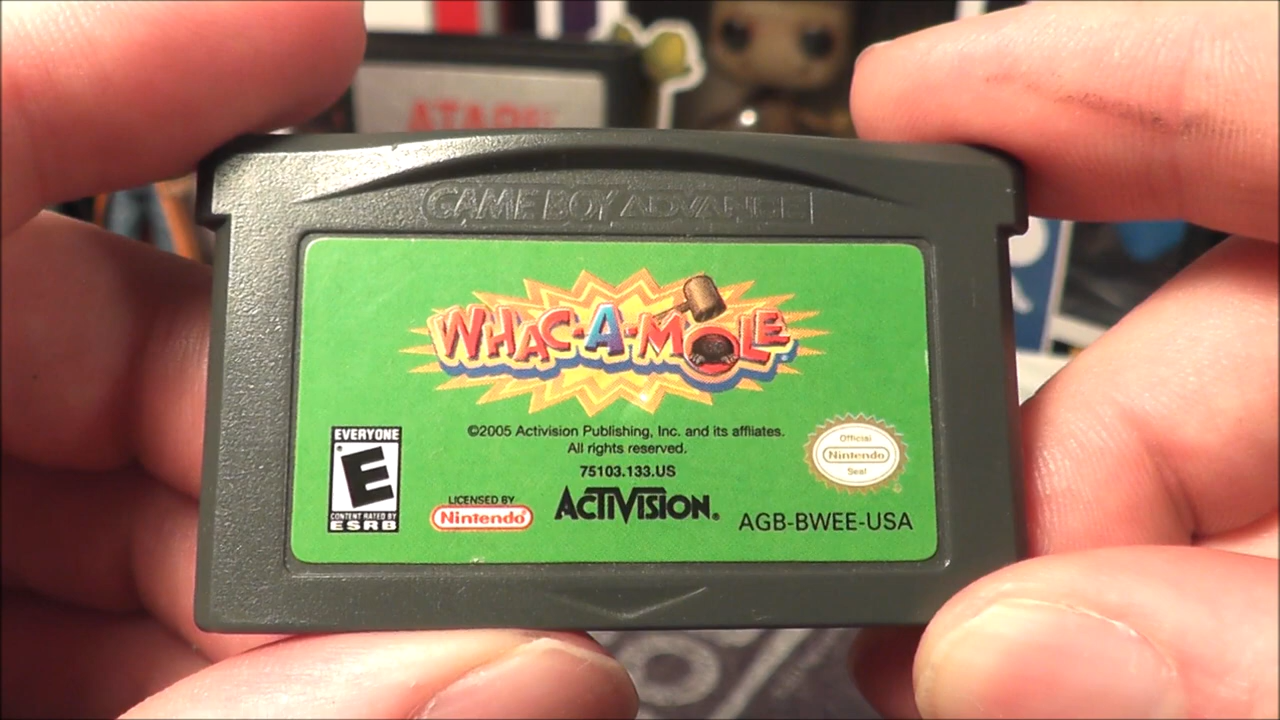 ATARI
GAME BOY ADVANCE
WHAC-A-MOLE
©2005 Activision Publishing, Inc. and its affliates.
All rights reserved.
75103.133.US
EVERYONE
E
CONTENT RATED BY
ESRB
LICENSED BY
Nintendo®
ACTIVISION®
Official
Nintendo
Seal
AGB-BWEE-USA